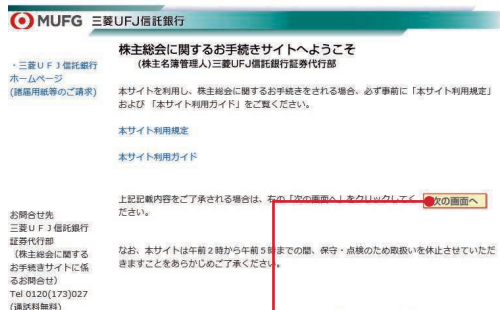 MUFG 三菱UFJ信託銀行
株主総会に関するお手続きサイトへようこそ
(株主名簿管理人)三菱UFJ信託銀行証券代行部
・三菱ＵＦＪ信託銀行
ホームページ
(諸届用紙等のご請求)
本サイトを利用し、株主総会に関するお手続きをされる場合、必ず事前に「本サイト利用規定」
および 「本サイト利用ガイド」をご覧ください。
本サイト利用規定
本サイト利用ガイド
上記記載内容をご了承される場合は、右の「次の画面へ」をクリックしてく
ださい。
次の画面へ
なお、本サイトは午前２時から午前５時までの間、保守・点検のため取扱いを休止させていただ
きますことをあらかじめご了承ください。
お問合せ先
三菱ＵＦＪ信託銀行
証券代行部
（株主総会に関する
お手続きサイトに係
るお問合せ）
Tel 0120(173)027
(通話料無料)